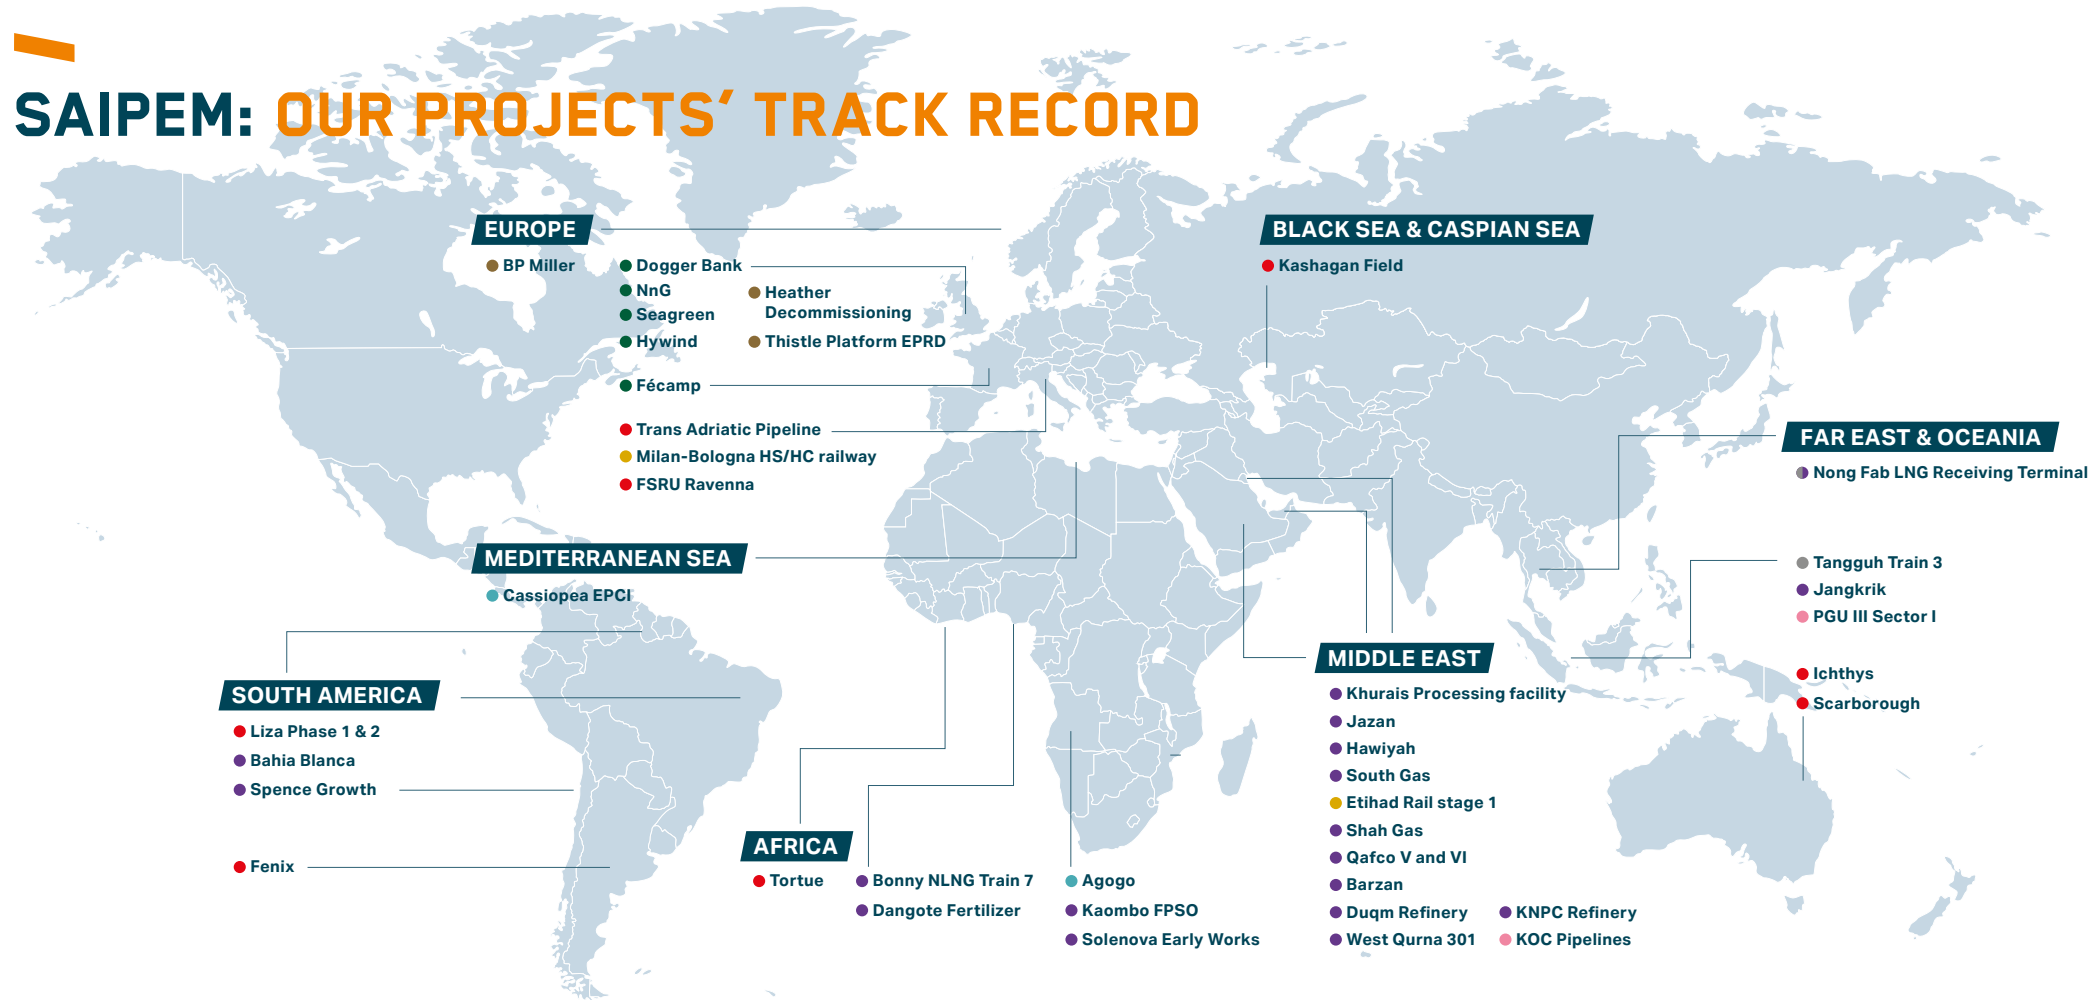 SAIPEM: OUR PROJECTS’ TRACK RECORD
EUROPE
BP Miller
Dogger Bank
NnG
Seagreen
Hywind
Heather
Decommissioning
Thistle Platform EPRD
Fécamp
Trans Adriatic Pipeline
Milan-Bologna HS/HC railway
FSRU Ravenna
BLACK SEA & CASPIAN SEA
Kashagan Field
FAR EAST & OCEANIA
Nong Fab LNG Receiving Terminal
Tangguh Train 3
Jangkrik
PGU III Sector I
Ichthys
Scarborough
MEDITERRANEAN SEA
Cassiopea EPCI
SOUTH AMERICA
Liza Phase 1 & 2
Bahia Blanca
Spence Growth
Fenix
AFRICA
Tortue
Bonny NLNG Train 7
Dangote Fertilizer
Agogo
Kaombo FPSO
Solenova Early Works
MIDDLE EAST
Khurais Processing facility
Jazan
Hawiyah
South Gas
Etihad Rail stage 1
Shah Gas
Qafco V and VI
Barzan
Duqm Refinery
West Qurna 301
KNPC Refinery
KOC Pipelines